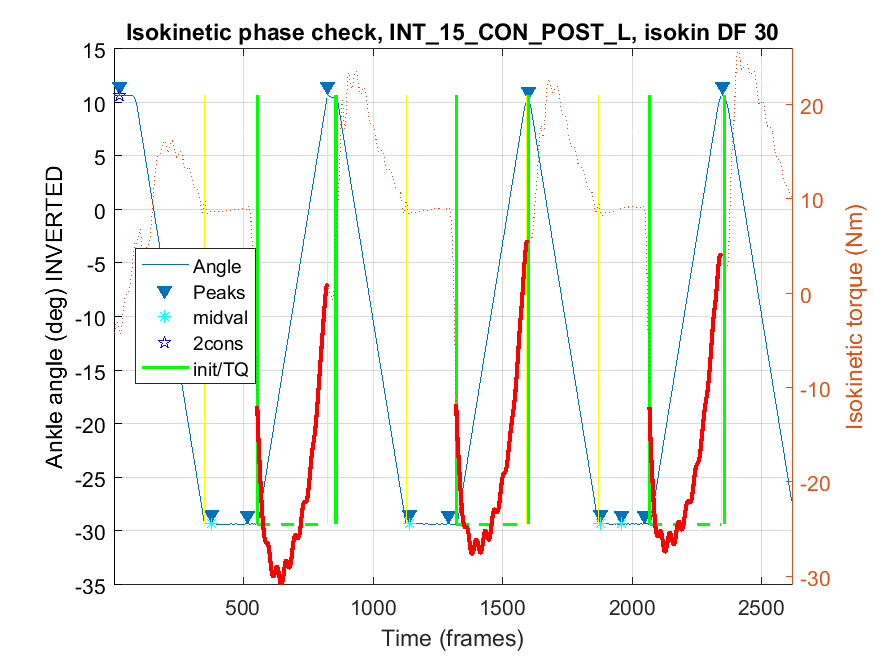 Isokinetic phase check, INT_15_CON_POST_L, isokin DF 30
Ankle angle (deg) INVERTED
15
10
5
0
-5
-10
-15
-20
-25
-30
-35
Angle
Peaks
midval
2cons
init/TQ
20
10
0
-10
-20
-30
Isokinetic torque (Nm)
500
1000
1500
2000
2500
Time (frames)